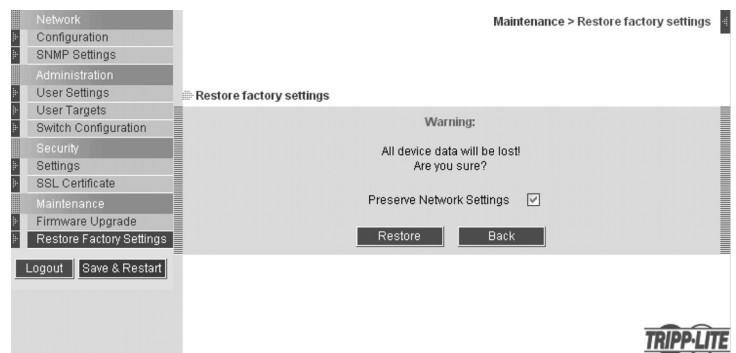 Network
Configuration
SNMP Settings
Administration
User Settings
User Targets
Switch Configuration
Security
Settings
SSL Certificate
Maintenance
Firmware Upgrade
Restore Factory Settings
Logout
Save & Restart
Maintenance > Restore factory settings
Restore factory settings
Warning:
All device data will be lost!
Are you sure?
Preserve Network Settings
Restore
Back
TRIPP·LITE